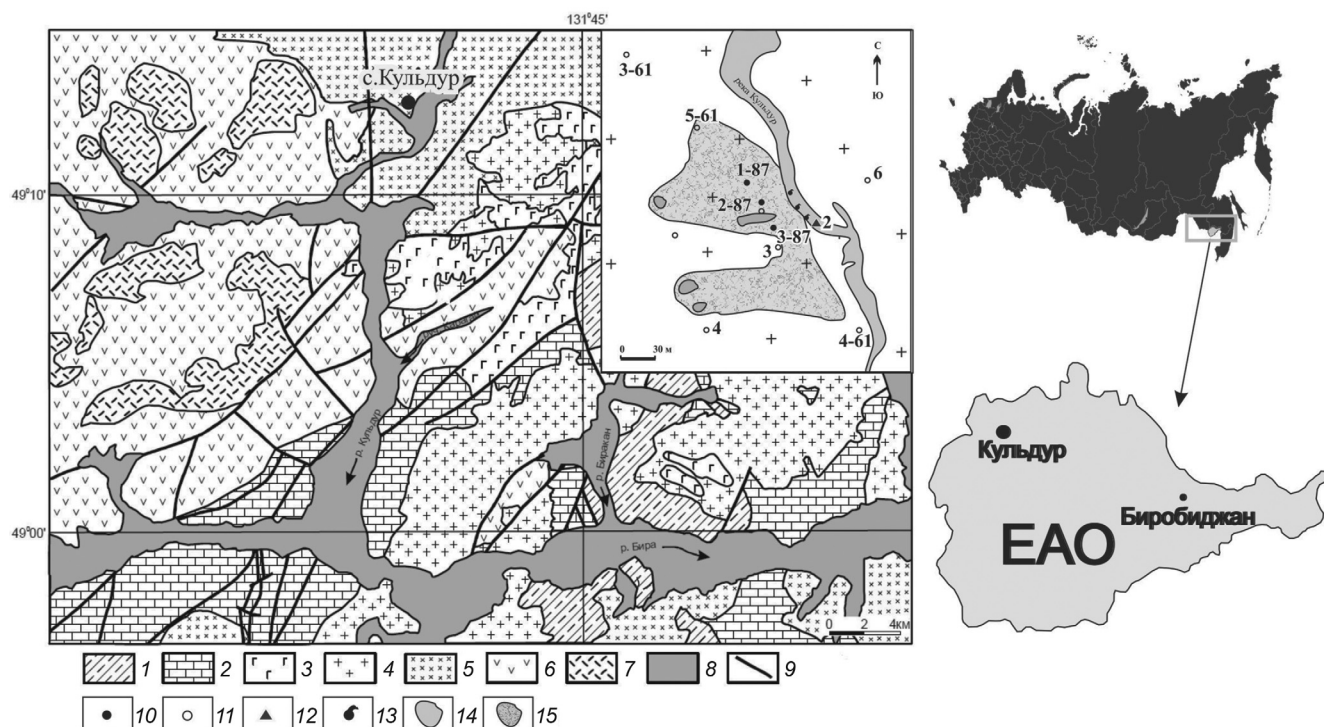 131°45'
с.Кульдур
49°10'
р. Кульдур
р. Биракан
49°00'
р. Бира
0 2 4км
3-61
с
ю
река Кульдур
5-61
1-87
6
2-87
2
3-87
3
4
4-61
0 30 м
Кульдур
Биробиджан
ЕАО
1 2 3 4 5 6 7 8 9
10 11 12 13 14 15